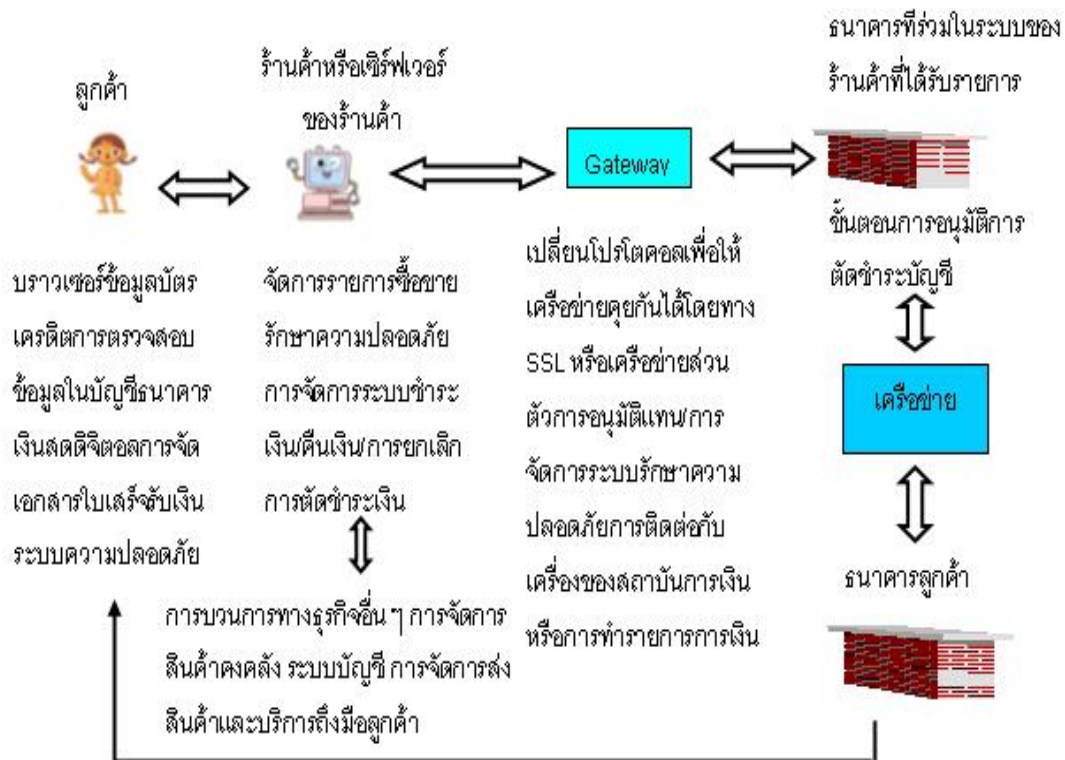 ลูกค้า
ร้านค้าหรือเซิร์ฟเวอร์
ของร้านค้า
Gateway
ธนาคารที่ร่วมในระบบของ
ร้านค้าที่ได้รับรายการ
บราวเซอร์ข้อมูลบัตร
เครดิตการตรวจสอบ
ข้อมูลในบัญชีธนาคาร
เงินสดดิจิตอลการจัด
เอกสารใบเสร็จรับเงิน
ระบบความปลอดภัย
จัดการรายการซื้อขาย
รักษาความปลอดภัย
การจัดการระบบชำระ
เงิน/คืนเงิน/การยกเลิก
การตัดชำระเงิน
การบวนการทางธุรกิจอื่นๆ การจัดการ
สินค้าคงคลัง ระบบบัญชี การจัดการส่ง
สินค้าและบริการถึงมือลูกค้า
เปลี่ยนโปรโตคอลเพื่อให้
เครือข่ายคุยกันได้โดยทาง
SSL หรือเครือข่ายส่วน
ตัวการอนุมัติแทน/การ
จัดการระบบรักษาความ
ปลอดภัยการติดต่อกับ
เครื่องของสถาบันการเงิน
หรือการทำรายการการเงิน
ขั้นตอนการอนุมัติการ
ตัดชำระบัญชี
เครือข่าย
ธนาคารลูกค้า